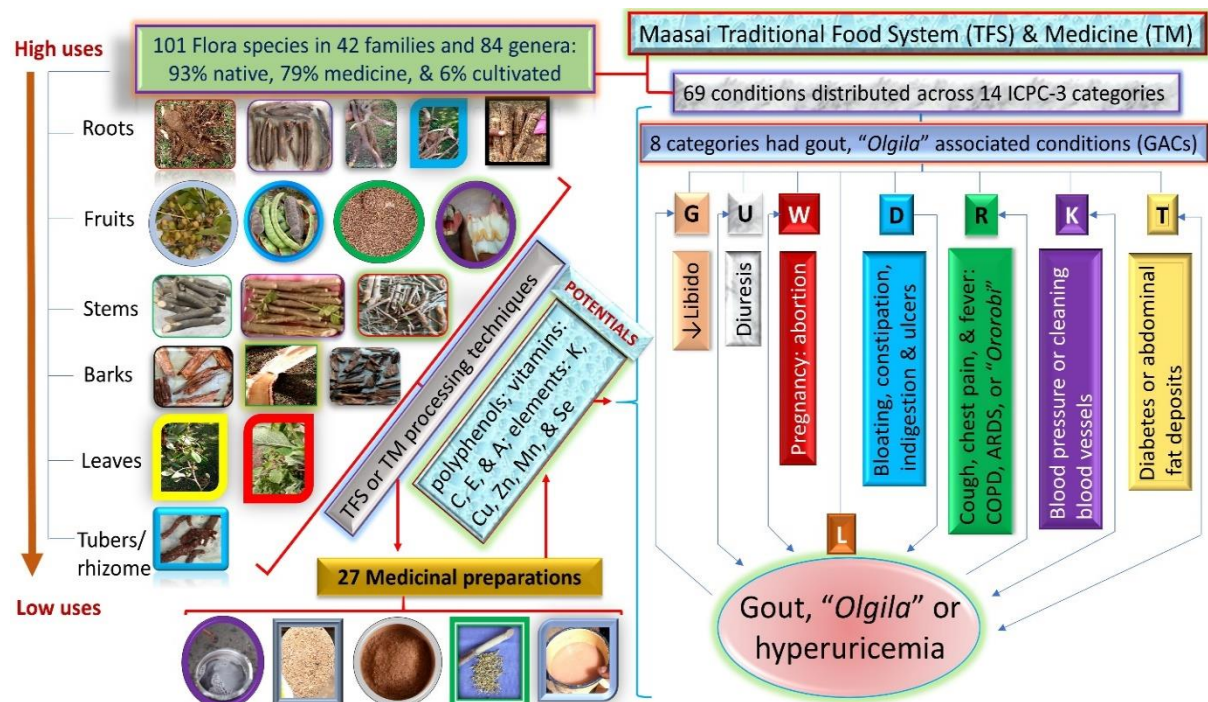 High uses
101 Flora species in 42 families and 84 genera:
93% native, 79% medicine, & 6% cultivated
Maasai Traditional Food System (TFS) & Medicine (TM)
69 conditions distributed across 14 ICPC-3 categories
8 categories had gout, “Olgila” associated conditions (GACs)
Roots
Fruits
Stems
Barks
Leaves
Tubers/
rhizome
Low uses
TFS or TM processing techniques
POTENTIALS
polyphenols; vitamins:
C, E, & A; elements: K,
Cu, Zn, Mn, & Se
27 Medicinal preparations
G
U
W
D
R
K
T
↓Libido
Diuresis
Pregnancy: abortion
Bloating, constipation,
indigestion & ulcers
Cough, chest pain, & fever:
COPD, ARDS, or “Ororobi”
Blood pressure or cleaning
blood vessels
Diabetes or abdominal
fat deposits
L
Gout, “Olgila” or
hyperuricemia